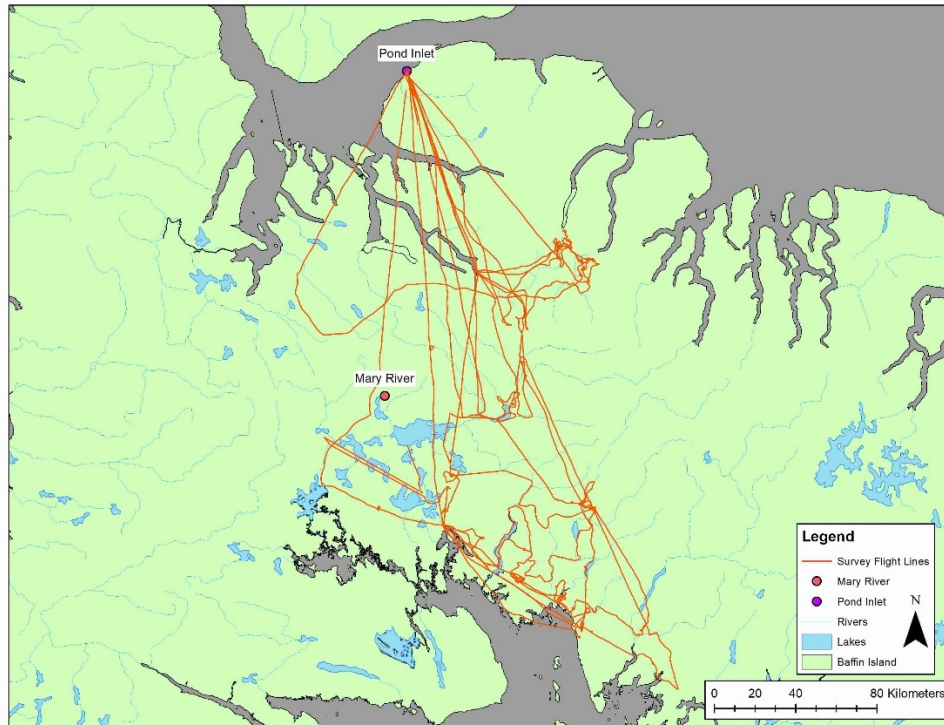 Pond Inlet
Mary River
Legend
Survey Flight Lines
Mary River
Pond Inlet
N
Rivers
Lakes
Baffin Island
0 20 40 80 Kilometers